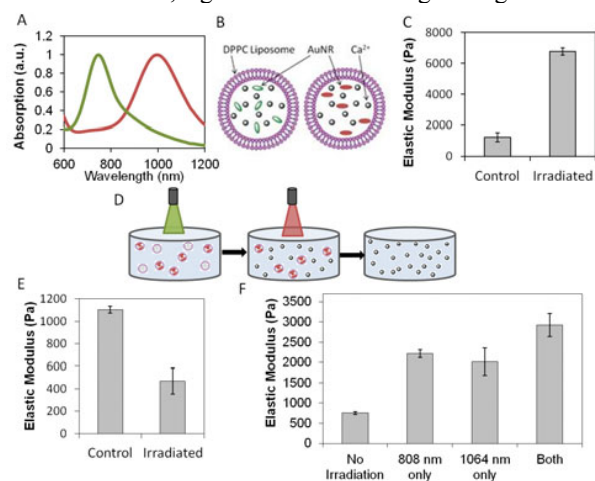 A
B
C
DPPC Liposome
AuNR
Ca2+
Absorption (a.u.)
1
0.8
0.6
0.4
0.2
0
600
800
1000
1200
Wavelength (nm)
Elastic Modulus (Pa)
8000
6000
4000
2000
0
Control
Irradiated
D
E
F
Elastic Modulus (Pa)
1200
1000
800
600
400
200
0
Control
Irradiated
Elastic Modulus (Pa)
3500
3000
2500
2000
1500
1000
500
0
No
Irradiation
808 nm
only
1064 nm
only
Both